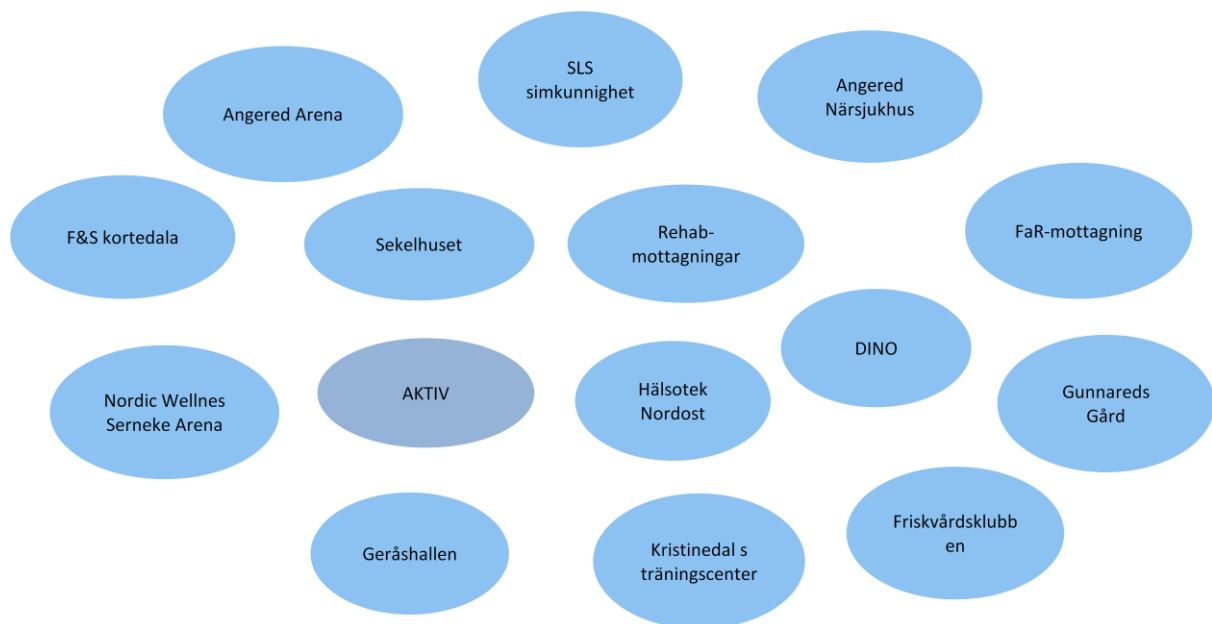 SLS
simkunnighet
Angered
Närsjukhus
Angered Arena
F&S kortedala
Sekelhuset
Rehab-
mottagningar
FaR-mottagning
DINO
Nordic Wellnes
Serneke Arena
AKTIV
Hälsotek
Nordost
Gunnareds
Gård
Geråshallen
Kristinedal s
träningscenter
Friskvårdsklubb
en